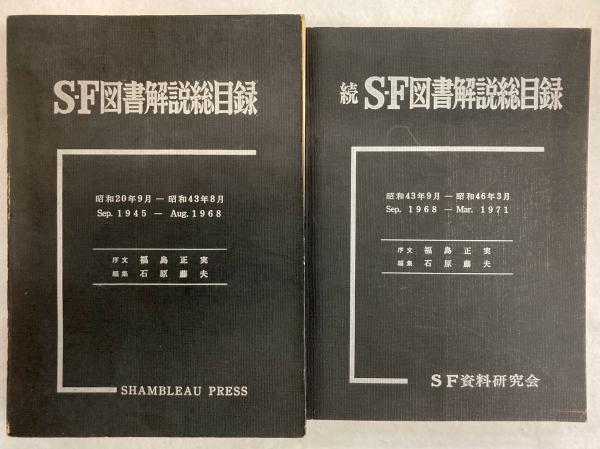 S-F図書解説総目録
昭和20年9月 — 昭和43年8月
Sep. 1945 — Aug. 1968
序文 福島正実
編集 石原藤夫
SHAMBLEAU PRESS
続 S-F図書解説総目録
昭和43年9月 — 昭和46年3月
Sep. 1968 — Mar. 1971
序文 福島正実
編集 石原藤夫
SF資料研究会